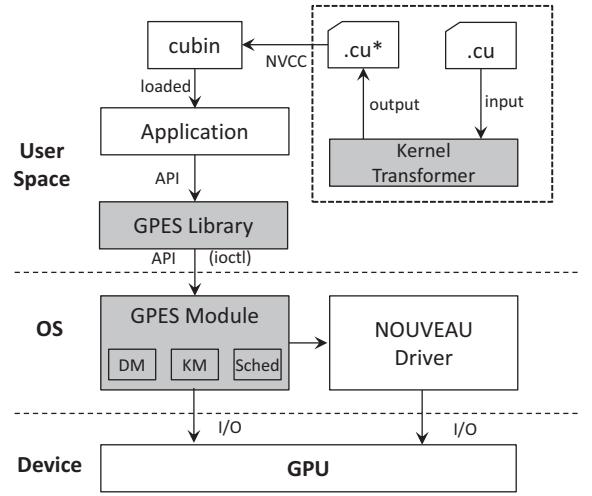 cubin
.cu*
.cu
NVCC
loaded
output
input
Application
Kernel
Transformer
User
Space
API
GPES Library
API
(ioctl)
OS
GPES Module
DM
KM
Sched
NOUVEAU
Driver
I/O
I/O
Device
GPU